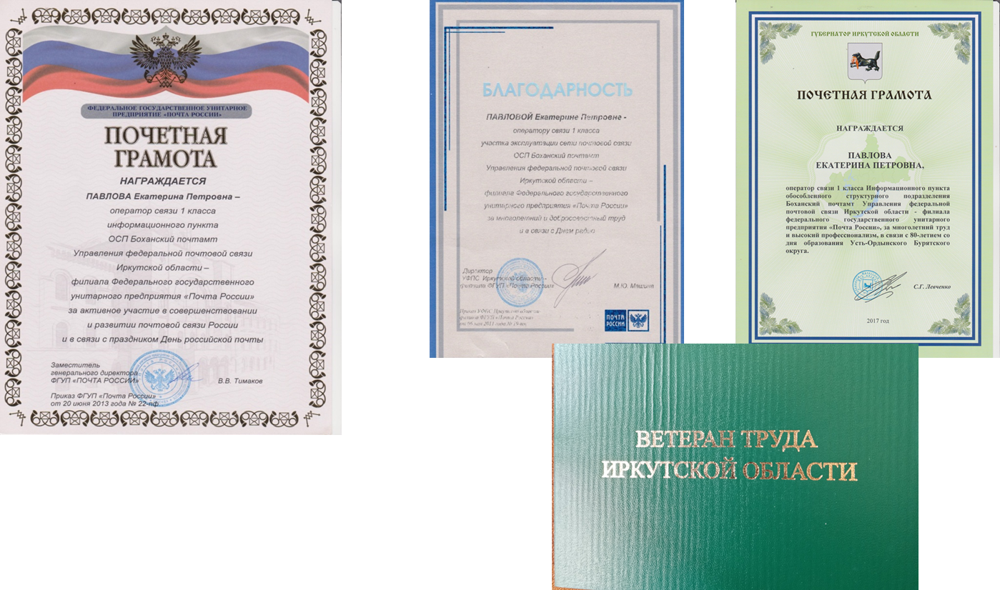 ФЕДЕРАЛЬНОЕ ГОСУДАРСТВЕННОЕ УНИТАРНОЕ
ПРЕДПРИЯТИЕ «ПОЧТА РОССИИ»
ПОЧЕТНАЯ
ГРАМОТА
НАГРАЖДАЕТСЯ
ПАВЛОВА Екатерина Петровна –
оператор связи 1 класса
информационного пункта
ОСП Боханский почтамт
Управления федеральной почтовой связи
Иркутской области –
филиала Федерального государственного
унитарного предприятия «Почта России»
за активное участие в совершенствовании
и развитии почтовой связи России
и в связи с праздником День российской почты
Заместитель
генерального директора
ФГУП «ПОЧТА РОССИИ»
В.В. Тимаков
Приказ ФГУП «Почта России»
от 20 июня 2013 года № 22-пф
БЛАГОДАРНОСТЬ
ПАВЛОВОЙ Екатерине Петровне -
оператору связи 1 класса
участка эксплуатации сети почтовой связи
ОСП Боханский почтамт
Управления федеральной почтовой связи
Иркутской области –
филиала Федерального государственного
унитарного предприятия «Почта России»
за многолетний и добросовестный труд
и в связи с Днем радио
Директор
УФПС Иркутской области –
филиала ФГУП «Почта России»
М.Ю. Машина
Приказ УФПС Иркутской области
филиала ФГУП «Почта России»
от 06 мая 2011 года №
ПОЧТА
РОССИИ
ГУБЕРНАТОР ИРКУТСКОЙ ОБЛАСТИ
ПОЧЕТНАЯ ГРАМОТА
НАГРАЖДАЕТСЯ
ПАВЛОВА
ЕКАТЕРИНА ПЕТРОВНА,
оператор связи 1 класса Информационного пункта
обособленного структурного подразделения
Боханский почтамт Управления федеральной
почтовой связи Иркутской области - филиала
федерального государственного унитарного
предприятия «Почта России», за многолетний труд
и высокий профессионализм, в связи с 80-летием со
дня образования Усть-Ордынского Бурятского
округа.
С.Г. Левченко
2017 год
ВЕТЕРАН ТРУДА
ИРКУТСКОЙ ОБЛАСТИ